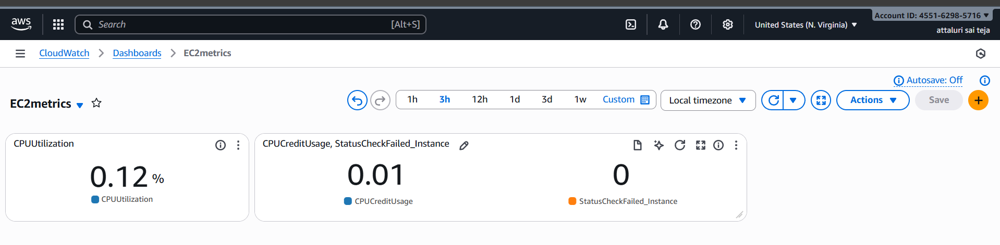 aws
Search [Alt+S]
United States (N. Virginia)
Account ID: 4551-6298-5716
attaluri sai teja
CloudWatch
Dashboards
EC2metrics
Autosave: Off
EC2metrics
1h 3h 12h 1d 3d 1w Custom
Local timezone
Actions
Save
CPUUtilization
0.12 %
CPUUtilization
CPUCreditUsage, StatusCheckFailed_Instance
0.01
CPUCreditUsage
0
StatusCheckFailed_Instance